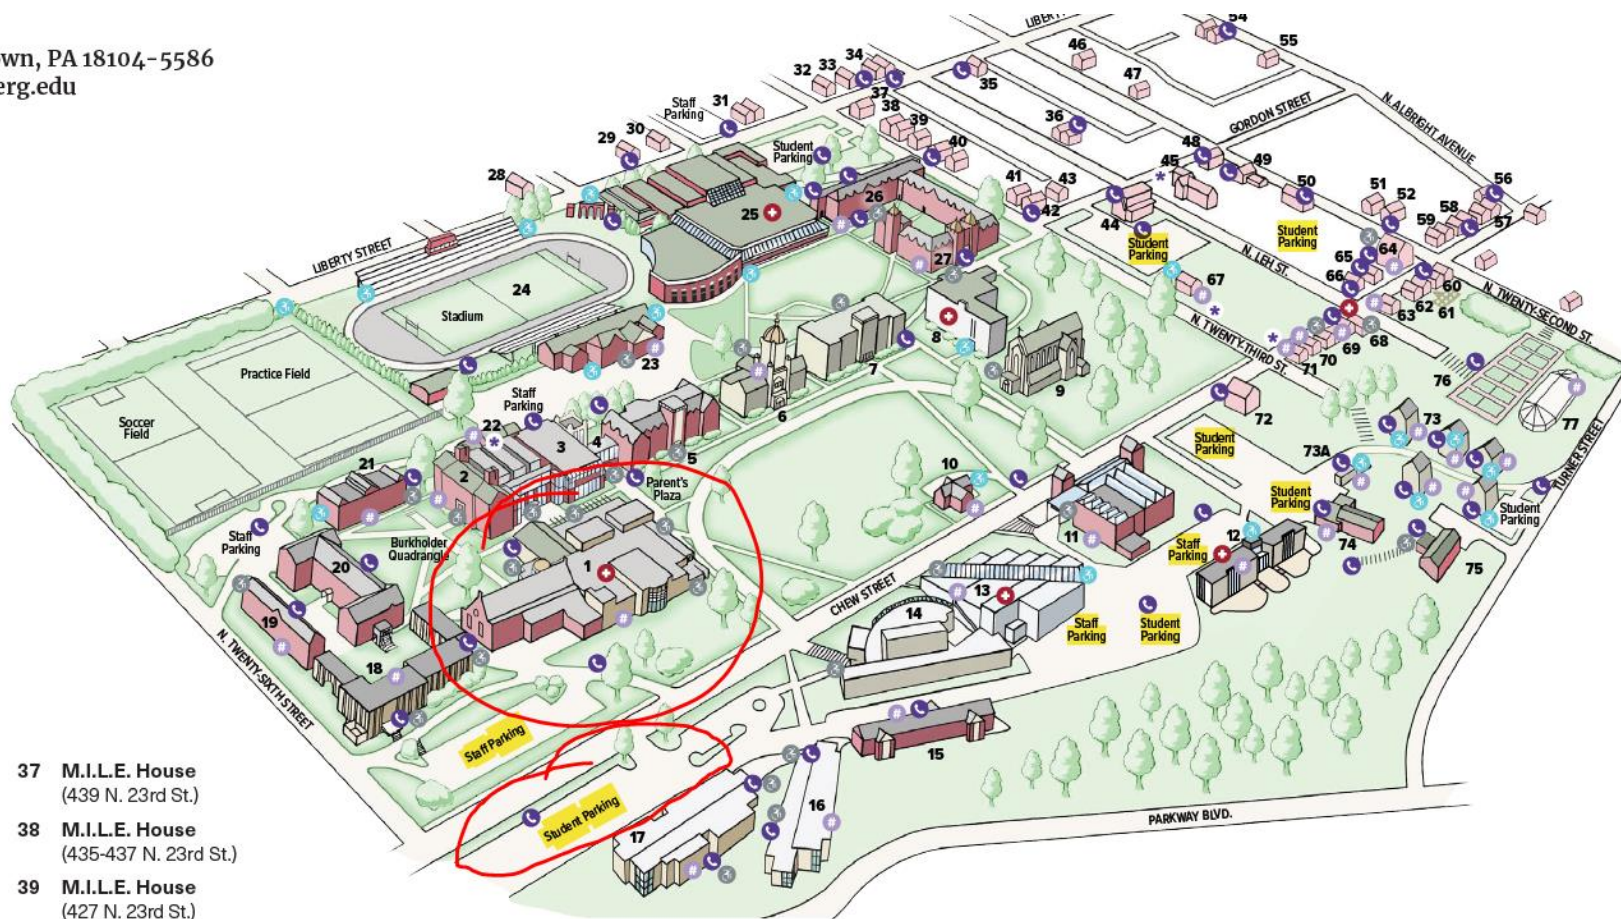 wn, PA 18104-5586
erg.edu
LIBERTY
54
55
46
47
32
33
34
35
37
38
39
40
36
31
Staff
Parking
29
30
28
Student
Parking
GORDON STREET
N. ALBRIGHT AVENUE
48
49
45
50
51
52
56
57
58
59
41
43
42
44
Student
Parking
Student
Parking
25
26
27
LIBERTY STREET
24
Stadium
N. LEH ST.
64
65
66
67
60
61
62
63
68
69
70
71
N. TWENTY-SECOND ST.
N. TWENTY-THIRD ST.
8
9
7
6
23
Practice Field
Soccer
Field
Staff
Parking
22
3
4
5
2
21
76
77
72
73
73A
TURNER STREET
Student
Parking
Student
Parking
Student
Parking
10
Parent's
Plaza
Staff
Parking
Burkholder
Quadrangle
20
1
11
Staff
Parking
12
74
75
CHEW STREET
13
14
Staff
Parking
Student
Parking
19
18
N. TWENTY-SIXTH STREET
Staff Parking
15
Student Parking
17
16
PARKWAY BLVD.
37 M.I.L.E. House
(439 N. 23rd St.)
38 M.I.L.E. House
(435-437 N. 23rd St.)
39 M.I.L.E. House
(427 N. 23rd St.)